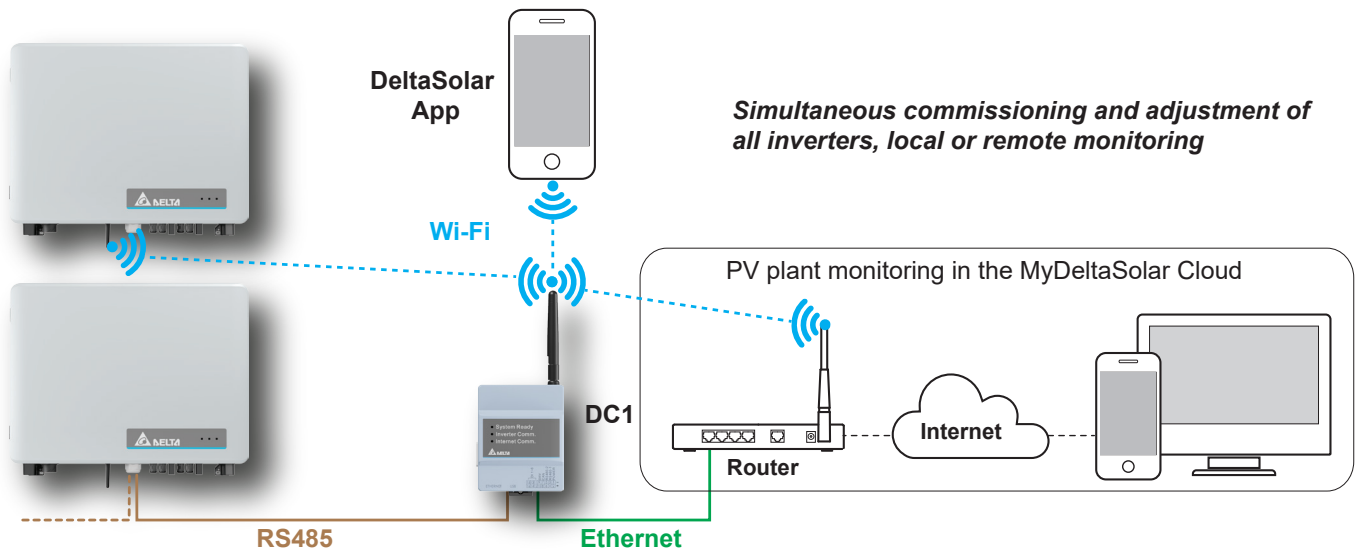 DeltaSolar
App
Simultaneous commissioning and adjustment of
all inverters, local or remote monitoring
DELTA
Wi-Fi
PV plant monitoring in the MyDeltaSolar Cloud
DC1
System Ready
Inverter Comm.
Internet Comm.
DELTA
DELTA
Internet
Router
RS485
Ethernet